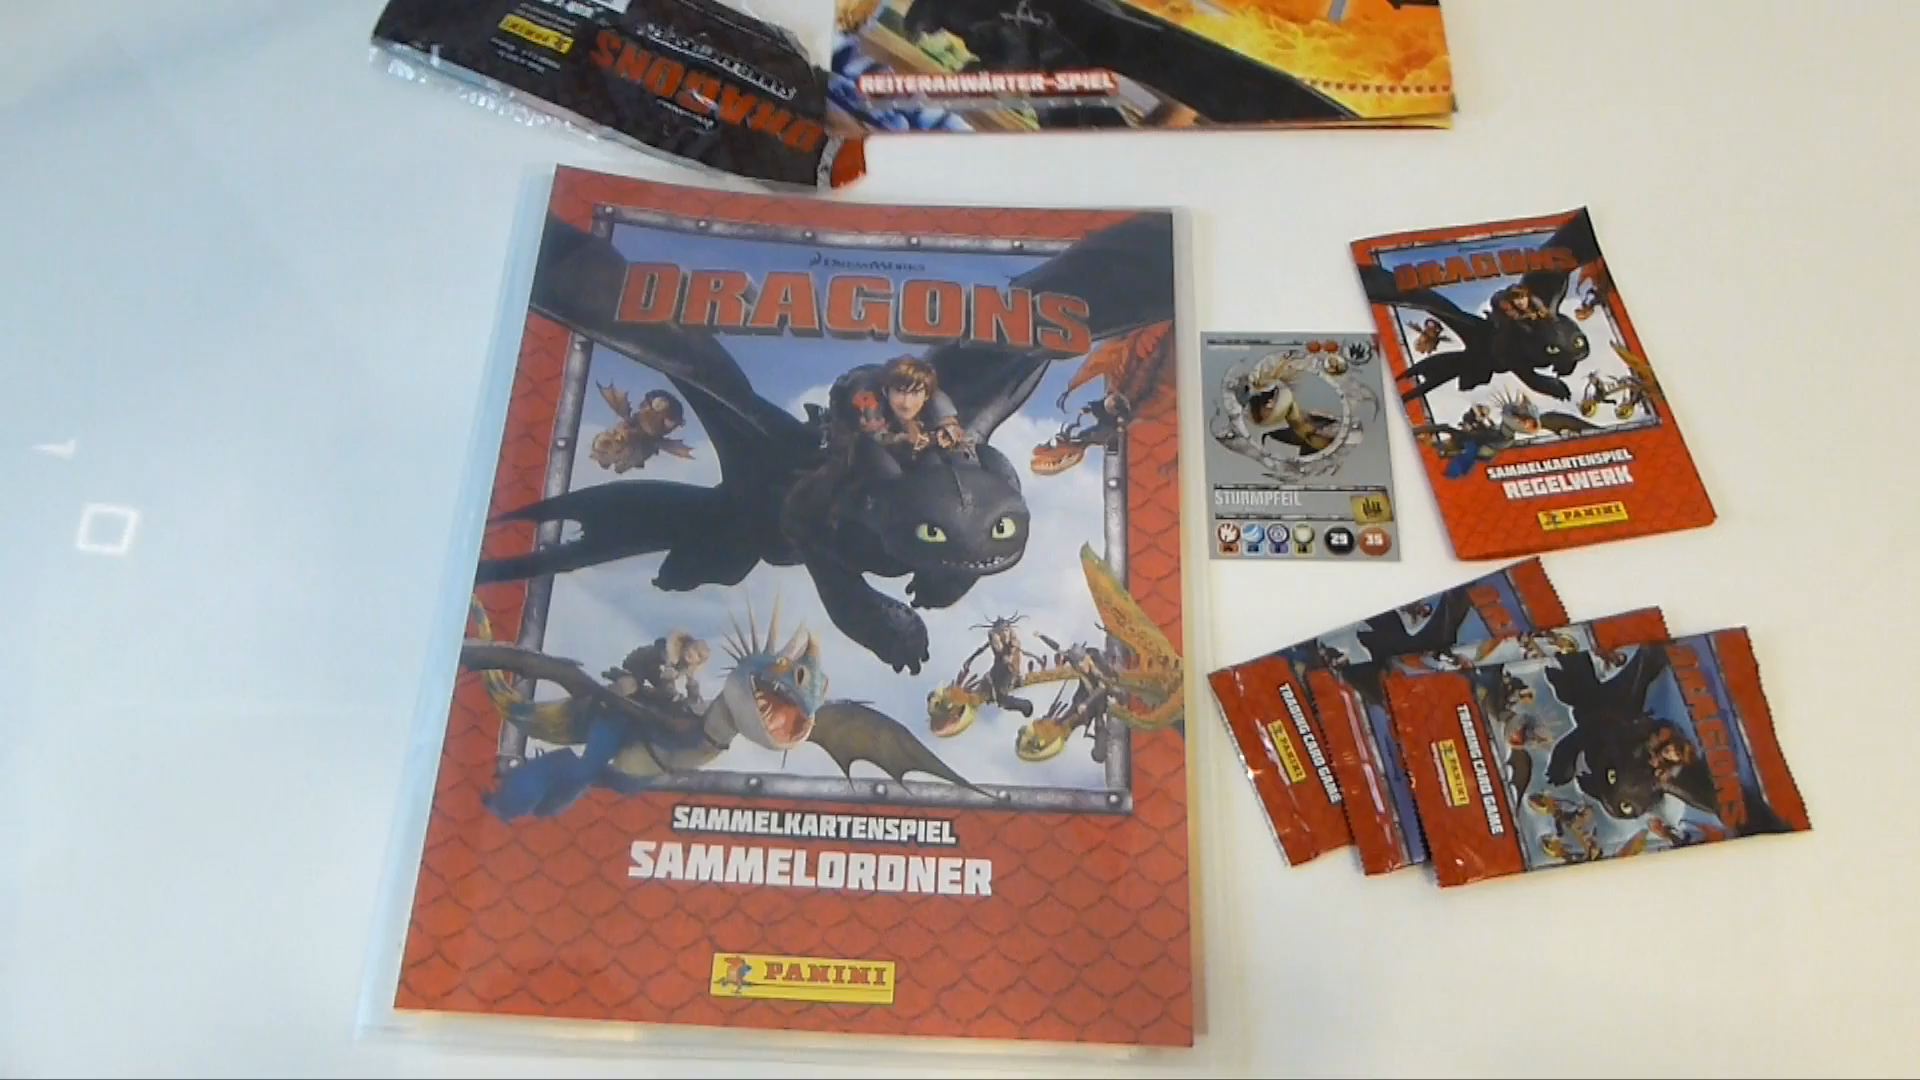 PANINI
DRAGONS
REITERANWÄRTER-SPIEL
DREAMWORKS
DRAGONS
SAMMELKARTENSPIEL
SAMMELORDNER
PANINI
STURMPFEIL
29
35
DRAGONS
SAMMELKARTENSPIEL
REGELWERK
PANINI
TRADING CARD GAME
PANINI
TRADING CARD GAME
PANINI
DRAGONS